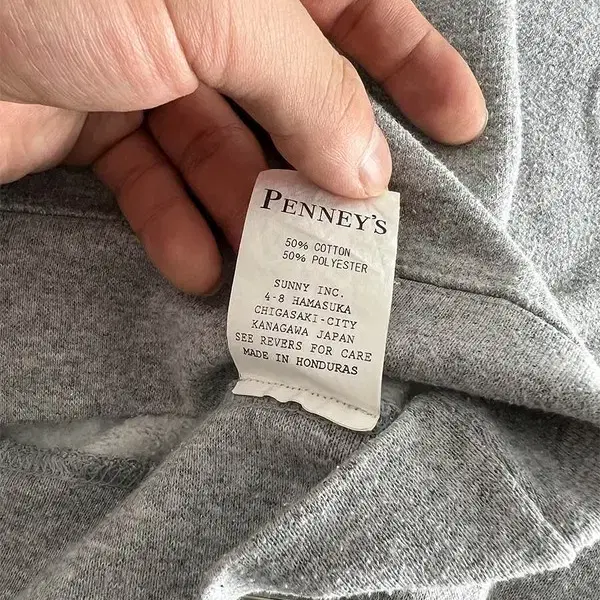 PENNEY'S
50% COTTON
50% POLYESTER
SUNNY INC.
4-8 HAMASUKA
CHIGASAKI-CITY
KANAGAWA JAPAN
SEE REVERS FOR CARE
MADE IN HONDURAS